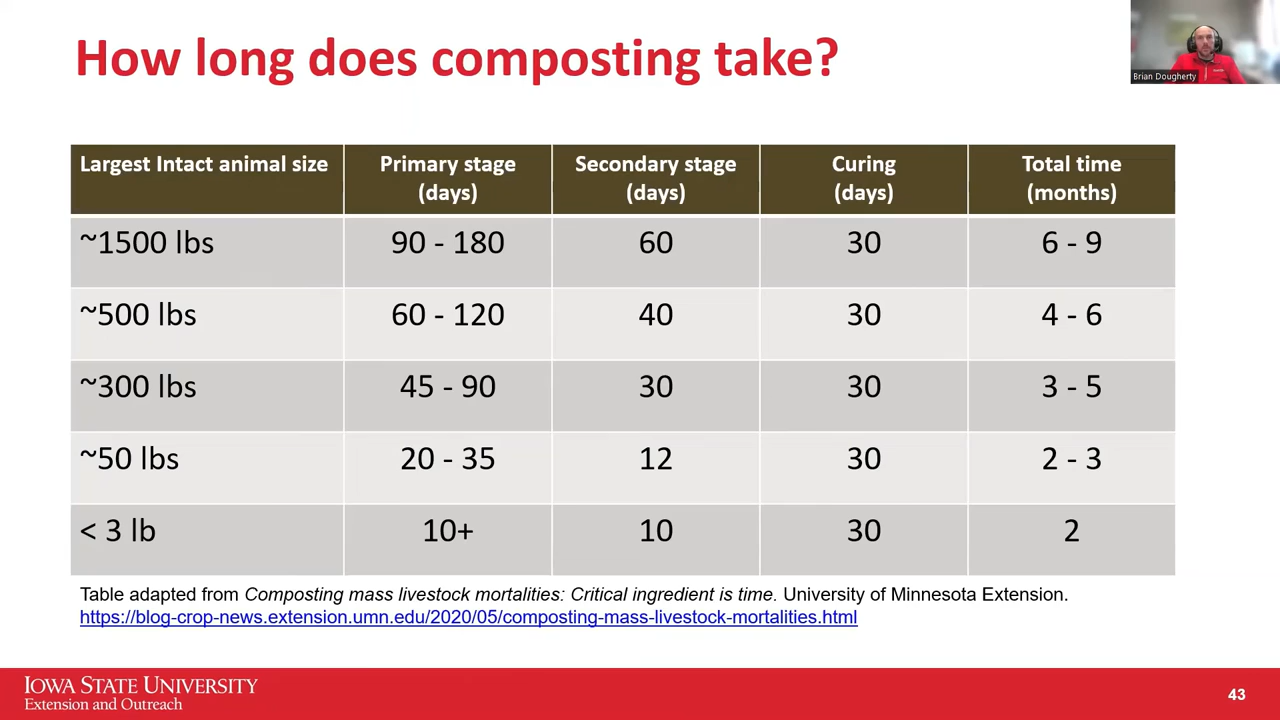 How long does composting take?
Brian Dougherty
Largest Intact animal size Primary stage (days) Secondary stage (days) Curing (days) Total time (months)
~1500 lbs 90 - 180 60 30 6 - 9
~500 lbs 60 - 120 40 30 4 - 6
~300 lbs 45 - 90 30 30 3 - 5
~50 lbs 20 - 35 12 30 2 - 3
< 3 lb 10+ 10 30 2
Table adapted from Composting mass livestock mortalities: Critical ingredient is time. University of Minnesota Extension.
https://blog-crop-news.extension.umn.edu/2020/05/composting-mass-livestock-mortalities.html
IOWA STATE UNIVERSITY
Extension and Outreach
43